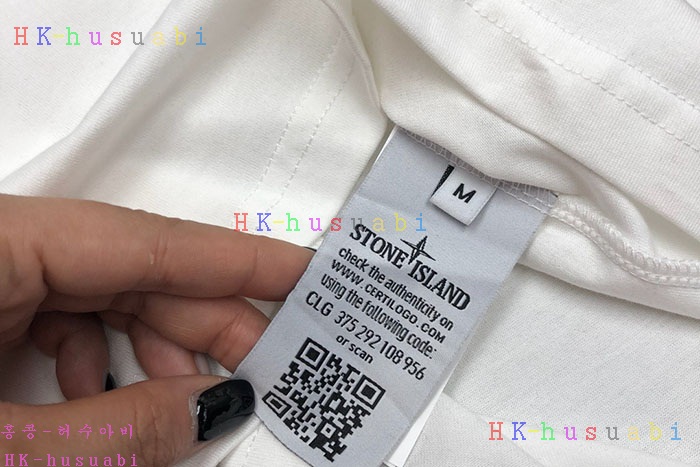 HK-husuabi
M
HK-husuabi
STONE ISLAND
check the authenticity on
WWW.CERTILOGO.COM
using the following code:
CLG 375 292 108 956
or scan
홍콩-허수아비
HK-husuabi
HK-husuabi